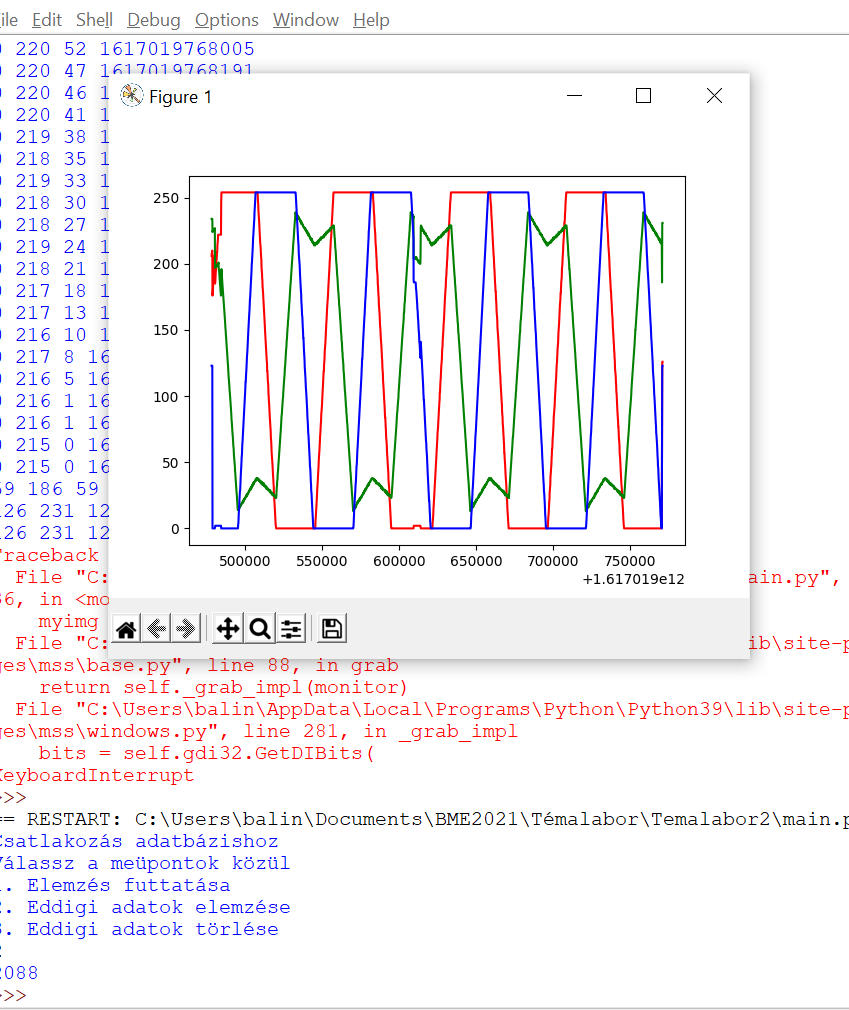 ile Edit Shell Debug Options Window Help
0 220 52 1617019768005
0 220 47 1617019768191
0 220 46 1
0 220 41 1
0 219 38 1
0 218 35 1
0 219 33 1
0 218 30 1
0 218 27 1
0 219 24 1
0 218 21 1
0 217 18 1
0 217 13 1
0 216 10 1
0 217 8 16
0 216 5 16
0 216 1 16
0 216 1 16
0 215 0 16
0 215 0 16
59 186 59
126 231 12
126 231 12
Figure 1
250
200
150
100
50
0
500000 550000 600000 650000 700000 750000
+1.617019e12
Traceback
File "C: ain.py",
36, in <mo
myimg
File "C: ib\site-p
ges\mss\base.py", line 88, in grab
return self._grab_impl(monitor)
File "C:\Users\balin\AppData\Local\Programs\Python\Python39\lib\site-p
ges\mss\windows.py", line 281, in _grab_impl
bits = self.gdi32.GetDIBits(
KeyboardInterrupt
>>>
== RESTART: C:\Users\balin\Documents\BME2021\Témalabor\Temalabor2\main.p
Csatlakozás adatbázishoz
Válassz a meüpontok közül
1. Elemzés futtatása
2. Eddigi adatok elemzése
3. Eddigi adatok törlése
2
2088
>>>